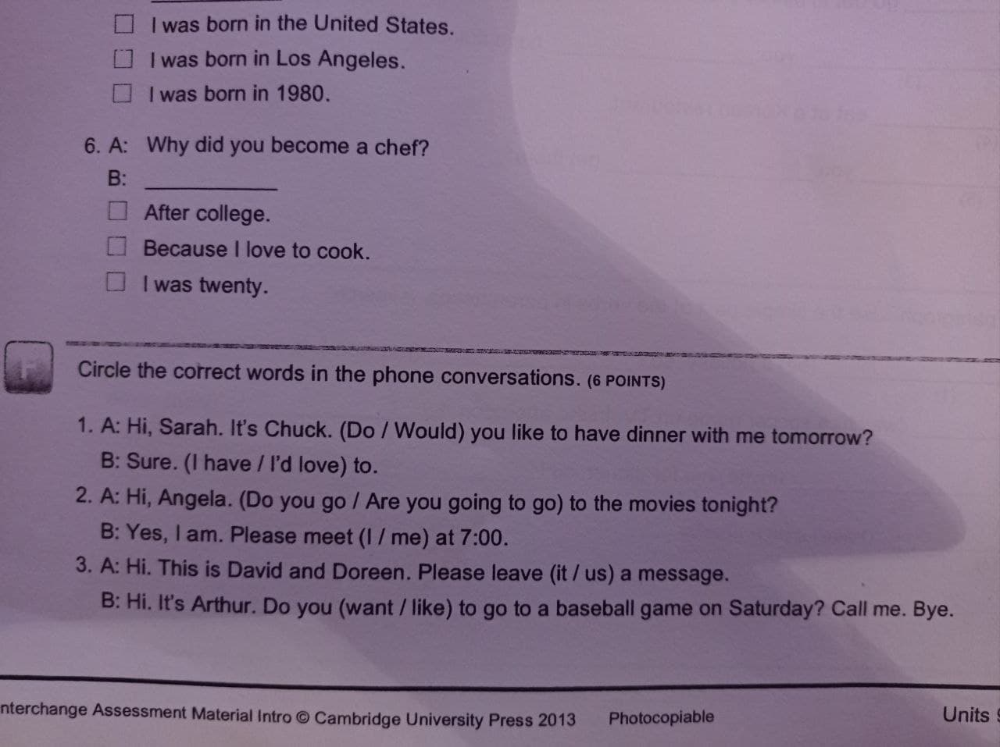 I was born in the United States.
I was born in Los Angeles.
I was born in 1980.
6. A: Why did you become a chef?
B: ____________
After college.
Because I love to cook.
I was twenty.
F
Circle the correct words in the phone conversations. (6 POINTS)
1. A: Hi, Sarah. It's Chuck. (Do / Would) you like to have dinner with me tomorrow?
B: Sure. (I have / I'd love) to.
2. A: Hi, Angela. (Do you go / Are you going to go) to the movies tonight?
B: Yes, I am. Please meet (I / me) at 7:00.
3. A: Hi. This is David and Doreen. Please leave (it / us) a message.
B: Hi. It's Arthur. Do you (want / like) to go to a baseball game on Saturday? Call me. Bye.
nterchange Assessment Material Intro © Cambridge University Press 2013 Photocopiable Units